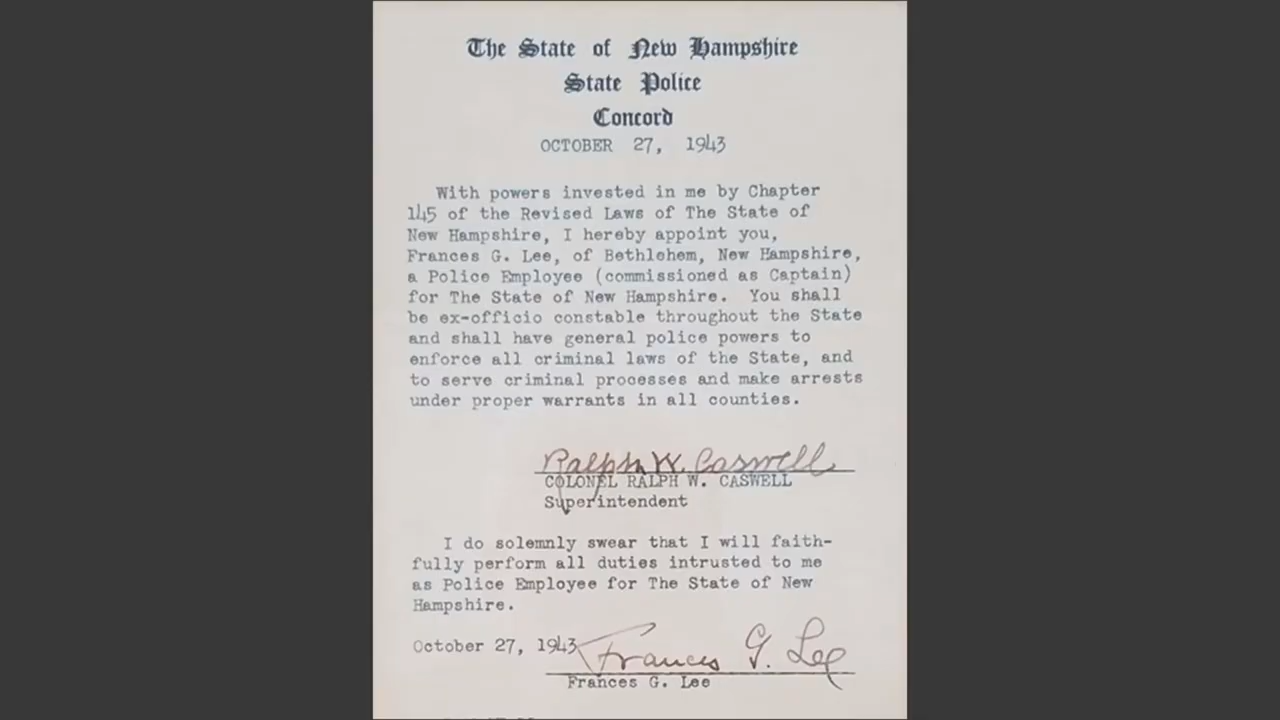 The State of New Hampshire
State Police
Concord
OCTOBER 27, 1943
With powers invested in me by Chapter
145 of the Revised Laws of The State of
New Hampshire, I hereby appoint you,
Frances G. Lee, of Bethlehem, New Hampshire,
a Police Employee (commissioned as Captain)
for The State of New Hampshire. You shall
be ex-officio constable throughout the State
and shall have general police powers to
enforce all criminal laws of the State, and
to serve criminal processes and make arrests
under proper warrants in all counties.
Ralph W. Caswell
COLONEL RALPH W. CASWELL
Superintendent
I do solemnly swear that I will faith-
fully perform all duties intrusted to me
as Police Employee for The State of New
Hampshire.
October 27, 1943
Frances G. Lee
Frances G. Lee